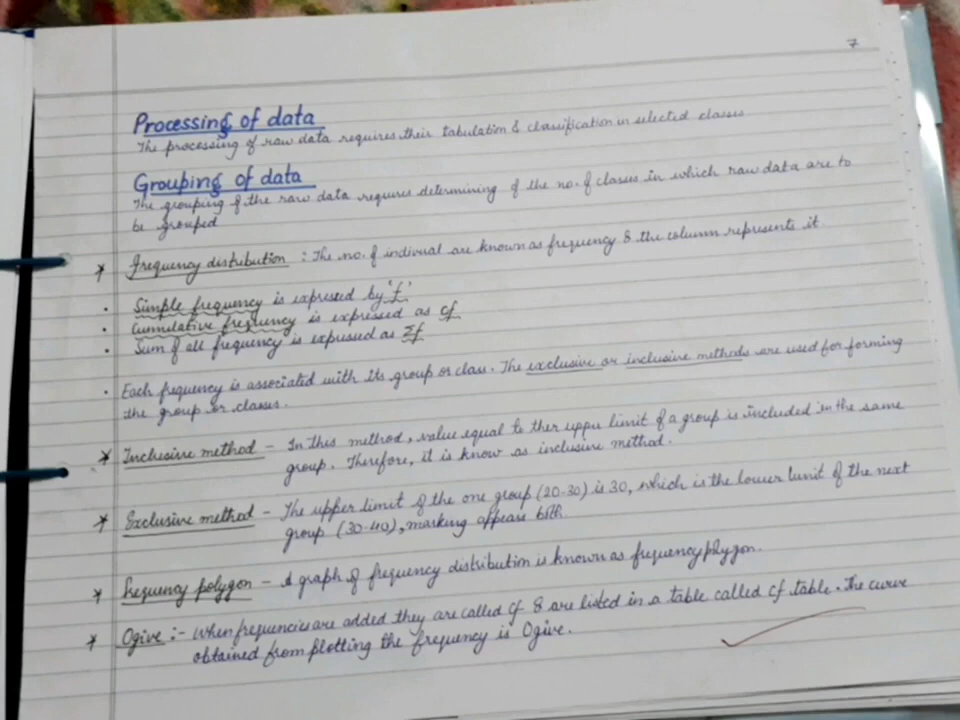 7
Processing of data
The processing of raw data requires their tabulation & classification in selected classes
Grouping of data
The grouping of the raw data requires determining of the no. of classes in which raw data are to
be grouped
* Frequency distribution : The no. of indivial are known as frequency & the column represents it.
• Simple frequency is expressed by 'f'
• Cumulative frequency is expressed as cf
• Sum of all frequency is expressed as Σf
• Each frequency is associated with its group or class. The exclusive or inclusive methods are used for forming
the group or classes.
* Inclusive method - In this method, value equal to ther upper limit of a group is included in the same
group. Therefore, it is know as inclusive method.
* Exclusive method - The upper limit of the one group (20-30) is 30, which is the lower limit of the next
group (30-40), marking appears both.
* Frequency polygon - A graph of frequency distribution is known as frequency polygon.
* Ogive :- When frequencies are added they are called cf & are listed in a table called cf table. The curve
obtained from plotting the frequency is Ogive.